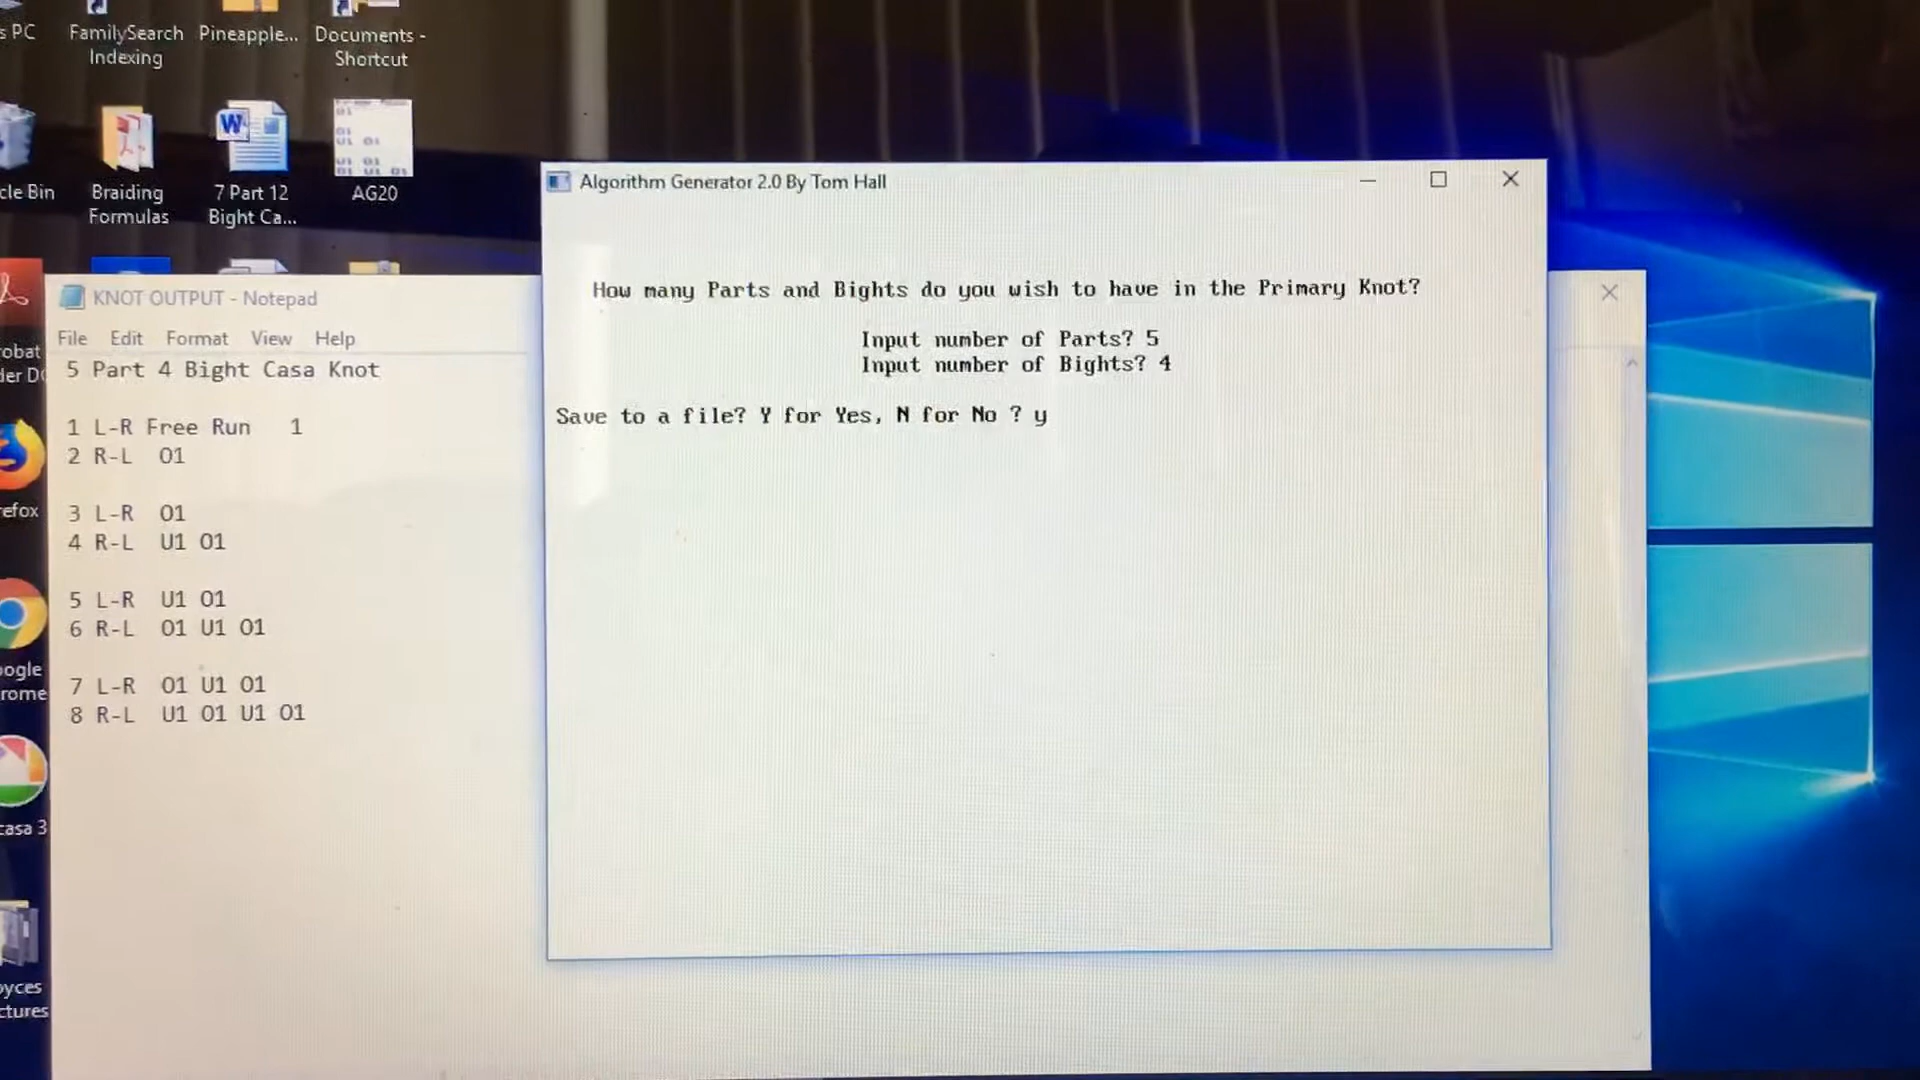 s PC
FamilySearch
Indexing
Pineapple...
Documents -
Shortcut
cle Bin
Braiding
Formulas
7 Part 12
Bight Ca...
AG20
Algorithm Generator 2.0 By Tom Hall
How many Parts and Bights do you wish to have in the Primary Knot?
Input number of Parts? 5
Input number of Bights? 4
Save to a file? Y for Yes, N for No ? y
KNOT OUTPUT - Notepad
File Edit Format View Help
5 Part 4 Bight Casa Knot
1 L-R Free Run 1
2 R-L O1
3 L-R O1
4 R-L U1 O1
5 L-R U1 O1
6 R-L O1 U1 O1
7 L-R O1 U1 O1
8 R-L U1 O1 U1 O1
obat
der D
efox
ogle
rome
casa 3
oyces
ctures